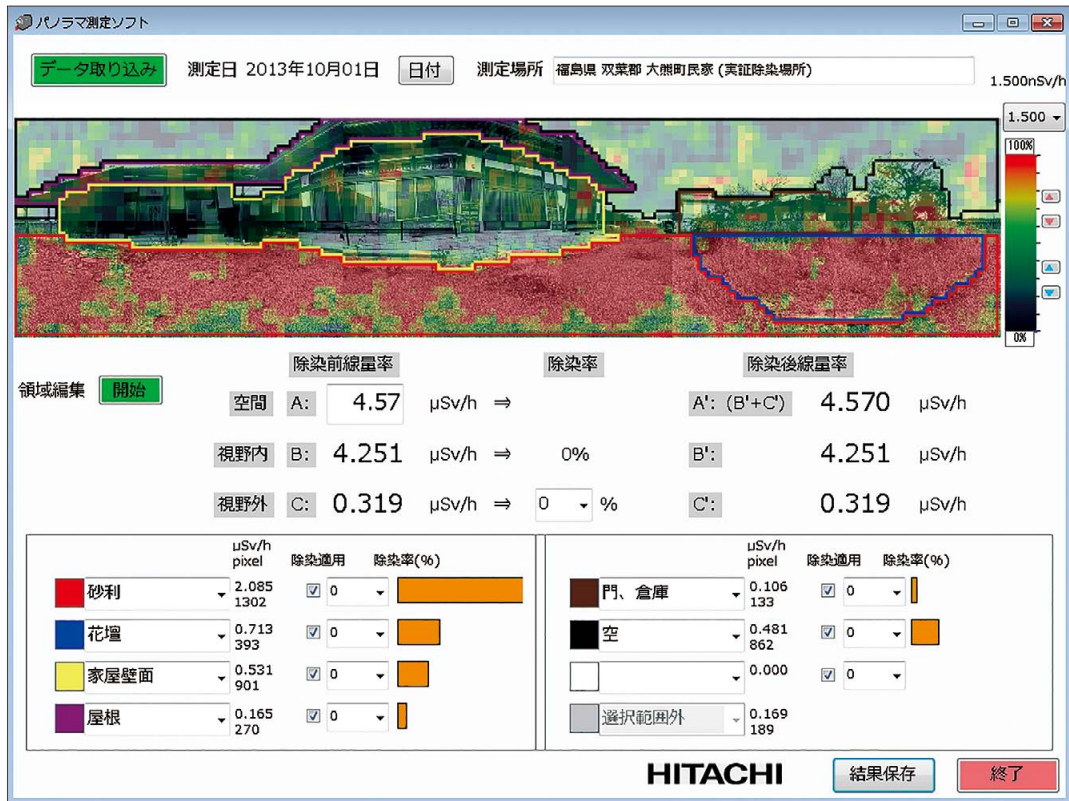 パノラマ測定ソフト
データ取り込み 測定日 2013年10月01日 日付 測定場所 福島県 双葉郡 大熊町民家 (実証除染場所)
1.500nSv/h
1.500
100%
0%
除染前線量率 除染率 除染後線量率
領域編集 開始
空間 A: 4.57 μSv/h ⇒ A': (B'+C') 4.570 μSv/h
視野内 B: 4.251 μSv/h ⇒ 0% B': 4.251 μSv/h
視野外 C: 0.319 μSv/h ⇒ 0 % C': 0.319 μSv/h
μSv/h
pixel 除染適用 除染率(%)
砂利 2.085 0
1302
花壇 0.713 0
393
家屋壁面 0.531 0
901
屋根 0.165 0
270
μSv/h
pixel 除染適用 除染率(%)
門、倉庫 0.106 0
133
空 0.481 0
862
0.000 0
選択範囲外 0.169
189
HITACHI 結果保存 終了